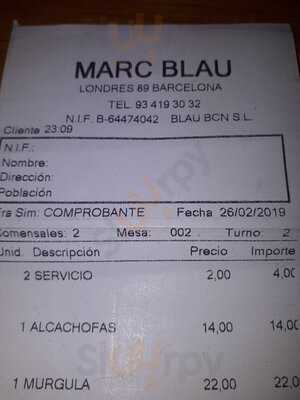 MARC BLAU
LONDRES 89 BARCELONA
TEL. 93 419 30 32
N.I.F. B-64474042 BLAU BCN S.L.
Cliente 23:09
N.I.F.:
Nombre:
Dirección:
Población
Fra Sim: COMPROBANTE Fecha 26/02/2019
Comensales: 2 Mesa: 002 . Turno: 2
Unid. Descripción Precio Importe
2 SERVICIO 2,00 4,00
1 ALCACHOFAS 14,00 14,00
1 MURGULA 22,00 22,0